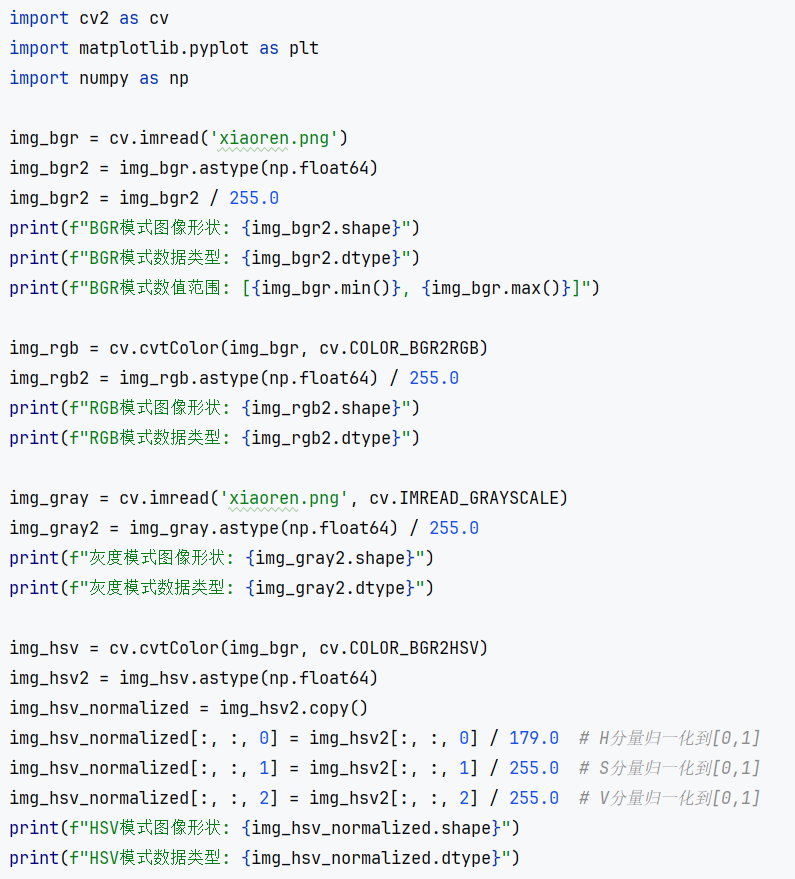 import cv2 as cv
import matplotlib.pyplot as plt
import numpy as np

img_bgr = cv.imread('xiaoren.png')
img_bgr2 = img_bgr.astype(np.float64)
img_bgr2 = img_bgr2 / 255.0
print(f"BGR模式图像形状: {img_bgr2.shape}")
print(f"BGR模式数据类型: {img_bgr2.dtype}")
print(f"BGR模式数值范围: [{img_bgr.min()}, {img_bgr.max()}]")

img_rgb = cv.cvtColor(img_bgr, cv.COLOR_BGR2RGB)
img_rgb2 = img_rgb.astype(np.float64) / 255.0
print(f"RGB模式图像形状: {img_rgb2.shape}")
print(f"RGB模式数据类型: {img_rgb2.dtype}")

img_gray = cv.imread('xiaoren.png', cv.IMREAD_GRAYSCALE)
img_gray2 = img_gray.astype(np.float64) / 255.0
print(f"灰度模式图像形状: {img_gray2.shape}")
print(f"灰度模式数据类型: {img_gray2.dtype}")

img_hsv = cv.cvtColor(img_bgr, cv.COLOR_BGR2HSV)
img_hsv2 = img_hsv.astype(np.float64)
img_hsv_normalized = img_hsv2.copy()
img_hsv_normalized[:, :, 0] = img_hsv2[:, :, 0] / 179.0  # H分量归一化到[0,1]
img_hsv_normalized[:, :, 1] = img_hsv2[:, :, 1] / 255.0  # S分量归一化到[0,1]
img_hsv_normalized[:, :, 2] = img_hsv2[:, :, 2] / 255.0  # V分量归一化到[0,1]
print(f"HSV模式图像形状: {img_hsv_normalized.shape}")
print(f"HSV模式数据类型: {img_hsv_normalized.dtype}")